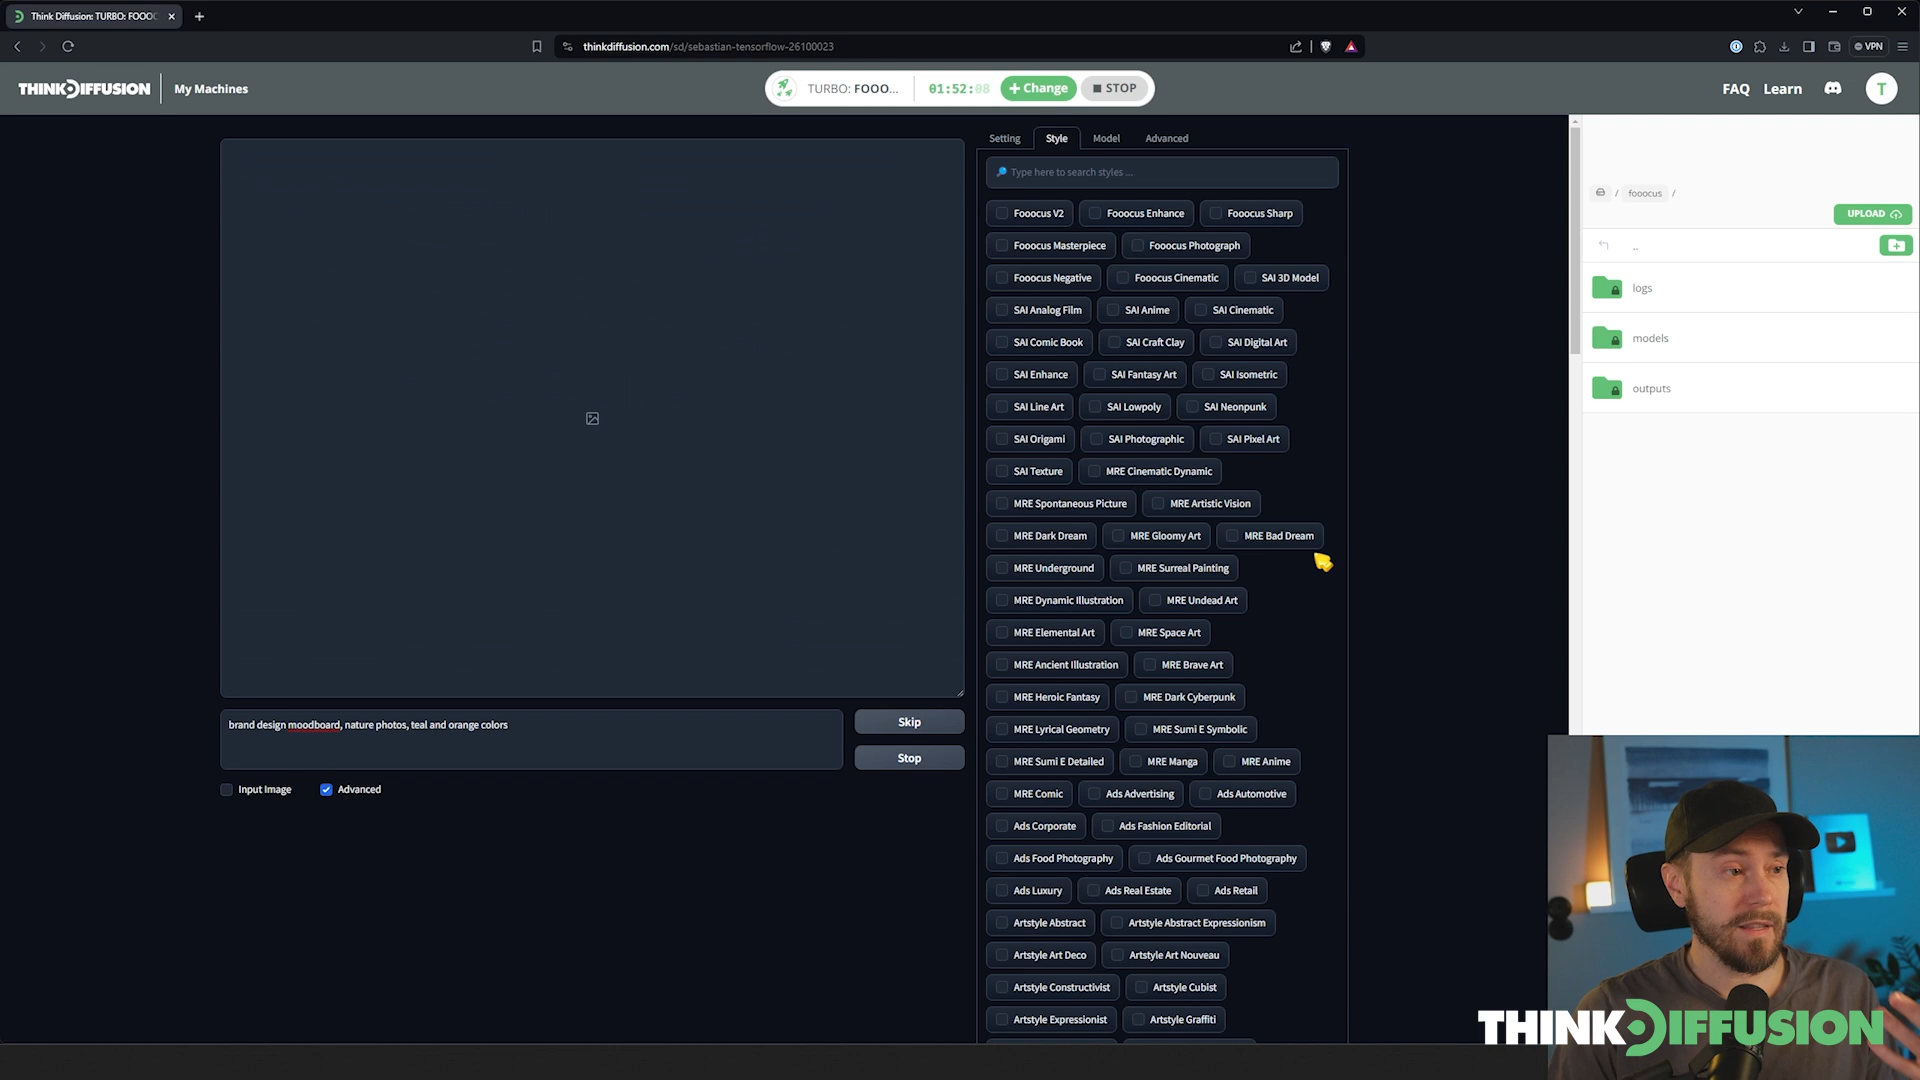 Think Diffusion: TURBO: FOOOC
thinkdiffusion.com/sd/sebastian-tensorflow-26100023
VPN
THINKDIFFUSION
My Machines
TURBO: FOOO...
01:52:08
+ Change
STOP
FAQ
Learn
T
Setting
Style
Model
Advanced
Type here to search styles ...
Fooocus V2
Fooocus Enhance
Fooocus Sharp
Fooocus Masterpiece
Fooocus Photograph
Fooocus Negative
Fooocus Cinematic
SAI 3D Model
SAI Analog Film
SAI Anime
SAI Cinematic
SAI Comic Book
SAI Craft Clay
SAI Digital Art
SAI Enhance
SAI Fantasy Art
SAI Isometric
SAI Line Art
SAI Lowpoly
SAI Neonpunk
SAI Origami
SAI Photographic
SAI Pixel Art
SAI Texture
MRE Cinematic Dynamic
MRE Spontaneous Picture
MRE Artistic Vision
MRE Dark Dream
MRE Gloomy Art
MRE Bad Dream
MRE Underground
MRE Surreal Painting
MRE Dynamic Illustration
MRE Undead Art
MRE Elemental Art
MRE Space Art
MRE Ancient Illustration
MRE Brave Art
MRE Heroic Fantasy
MRE Dark Cyberpunk
MRE Lyrical Geometry
MRE Sumi E Symbolic
MRE Sumi E Detailed
MRE Manga
MRE Anime
MRE Comic
Ads Advertising
Ads Automotive
Ads Corporate
Ads Fashion Editorial
Ads Food Photography
Ads Gourmet Food Photography
Ads Luxury
Ads Real Estate
Ads Retail
Artstyle Abstract
Artstyle Abstract Expressionism
Artstyle Art Deco
Artstyle Art Nouveau
Artstyle Constructivist
Artstyle Cubist
Artstyle Expressionist
Artstyle Graffiti
brand design moodboard, nature photos, teal and orange colors
Skip
Stop
Input Image
Advanced
/ fooocus /
UPLOAD
..
logs
models
outputs
THINKDIFFUSION